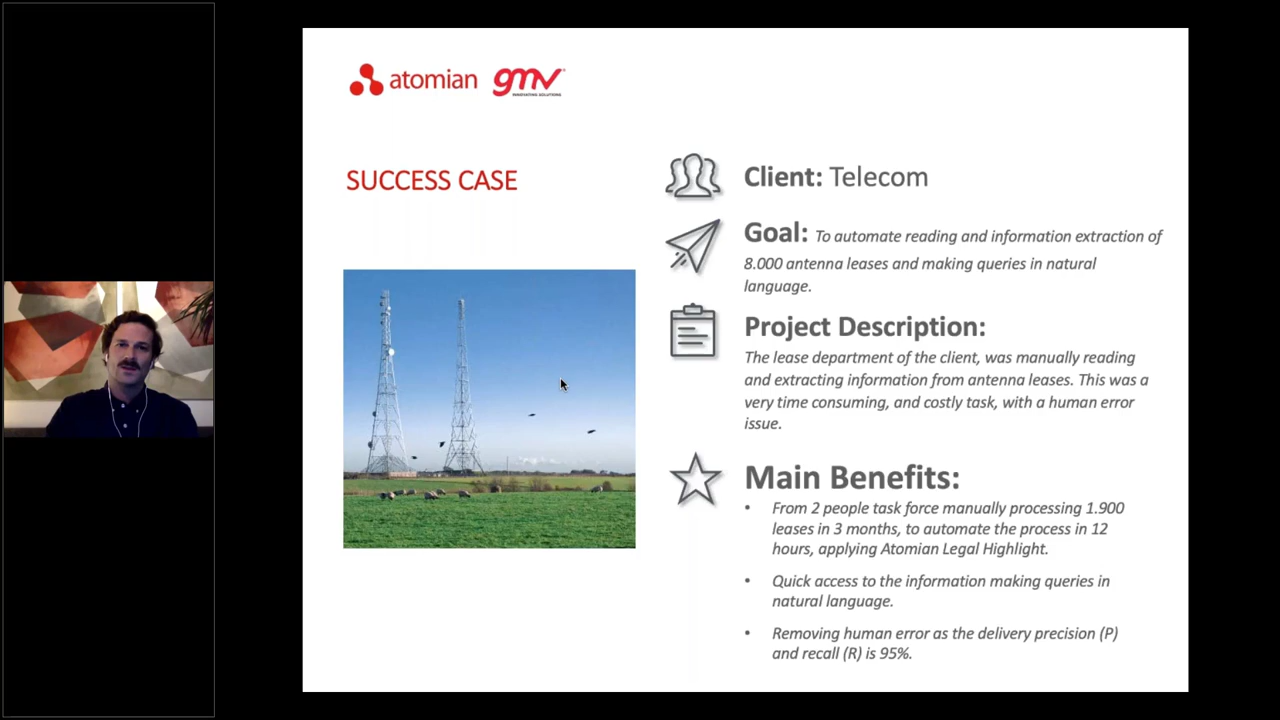 atomian gmv
INNOVATING SOLUTIONS
SUCCESS CASE
Client: Telecom
Goal: To automate reading and information extraction of
8.000 antenna leases and making queries in natural
language.
Project Description:
The lease department of the client, was manually reading
and extracting information from antenna leases. This was a
very time consuming, and costly task, with a human error
issue.
Main Benefits:
• From 2 people task force manually processing 1.900
leases in 3 months, to automate the process in 12
hours, applying Atomian Legal Highlight.
• Quick access to the information making queries in
natural language.
• Removing human error as the delivery precision (P)
and recall (R) is 95%.